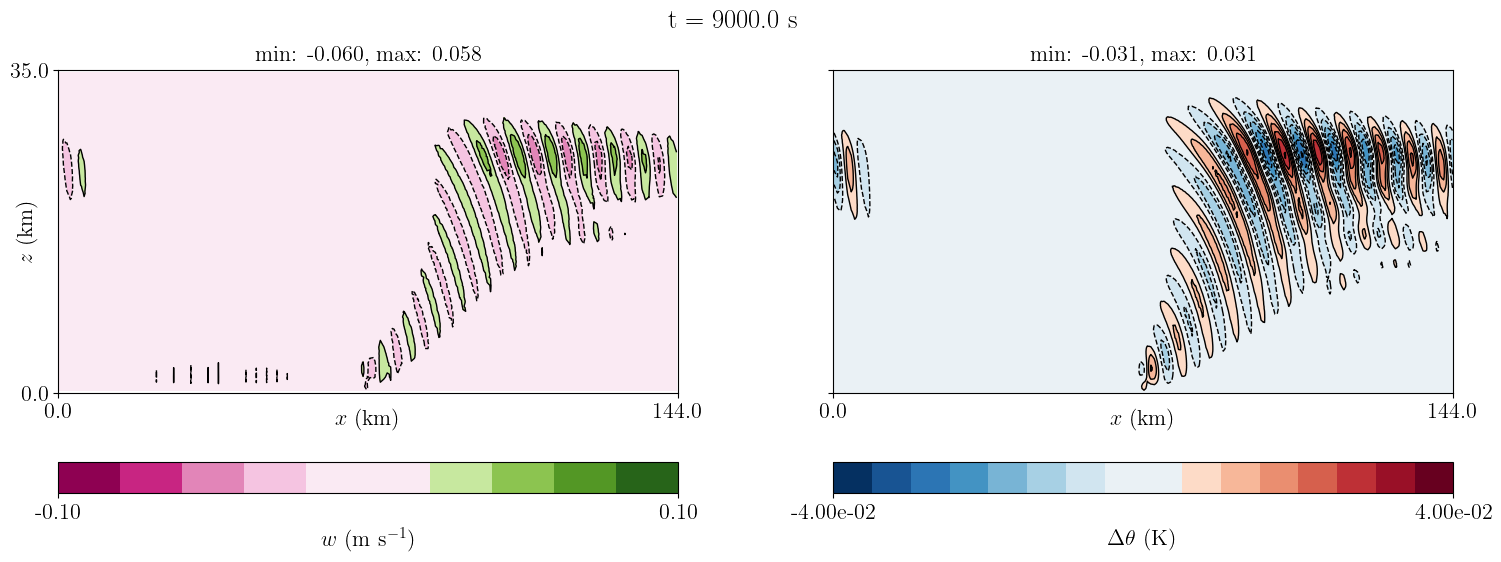 t = 9000.0 s
min: -0.060, max: 0.058
min: -0.031, max: 0.031
35.0
z (km)
0.0
0.0
x (km)
144.0
0.0
x (km)
144.0
-0.10
0.10
-4.00e-02
4.00e-02
w (m s⁻¹)
Δθ (K)